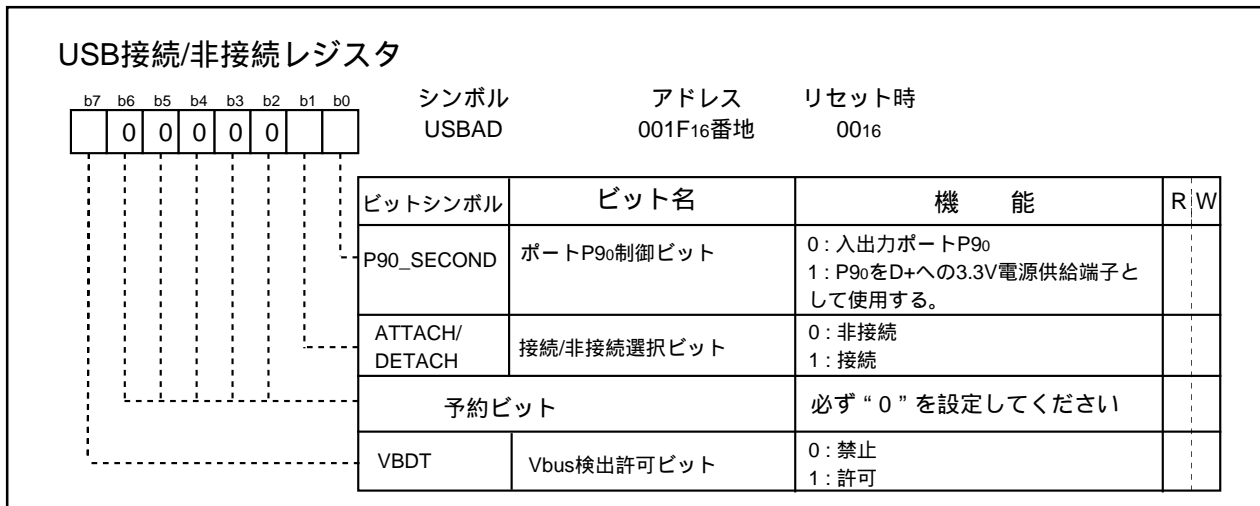 USB接続/非接続レジスタ
b7 b6 b5 b4 b3 b2 b1 b0
0 0 0 0 0
シンボル アドレス リセット時
USBAD 001F16番地 0016
ビットシンボル ビット名 機 能 R W
P90_SECOND ポートP90制御ビット 0 : 入出力ポートP90
1 : P90をD+への3.3V電源供給端子と
して使用する。
ATTACH/
DETACH 接続/非接続選択ビット 0 : 非接続
1 : 接続
予約ビット 必ず“0”を設定してください
VBDT Vbus検出許可ビット 0 : 禁止
1 : 許可